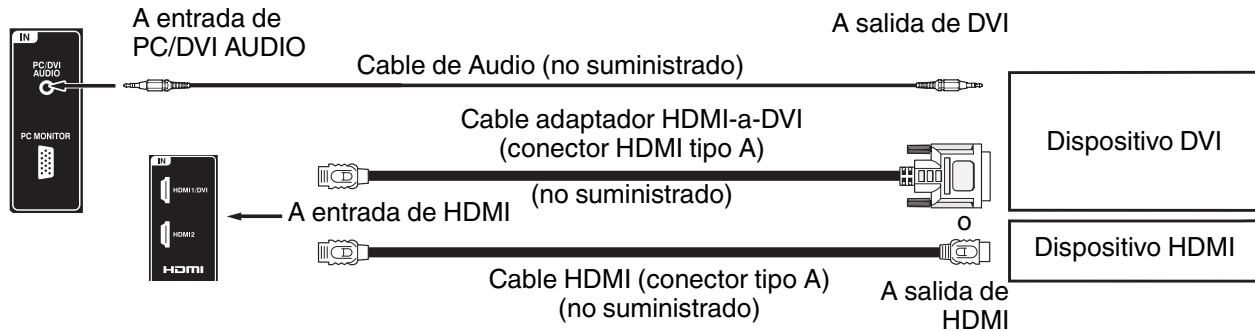 A entrada de
PC/DVI AUDIO
A salida de DVI
IN
PC/DVI
AUDIO
PC MONITOR
Cable de Audio (no suministrado)
Cable adaptador HDMI-a-DVI
(conector HDMI tipo A)
(no suministrado)
Dispositivo DVI
IN
HDMI1/DVI
HDMI2
HDMI
A entrada de HDMI
o
Dispositivo HDMI
Cable HDMI (conector tipo A)
(no suministrado)
A salida de
HDMI